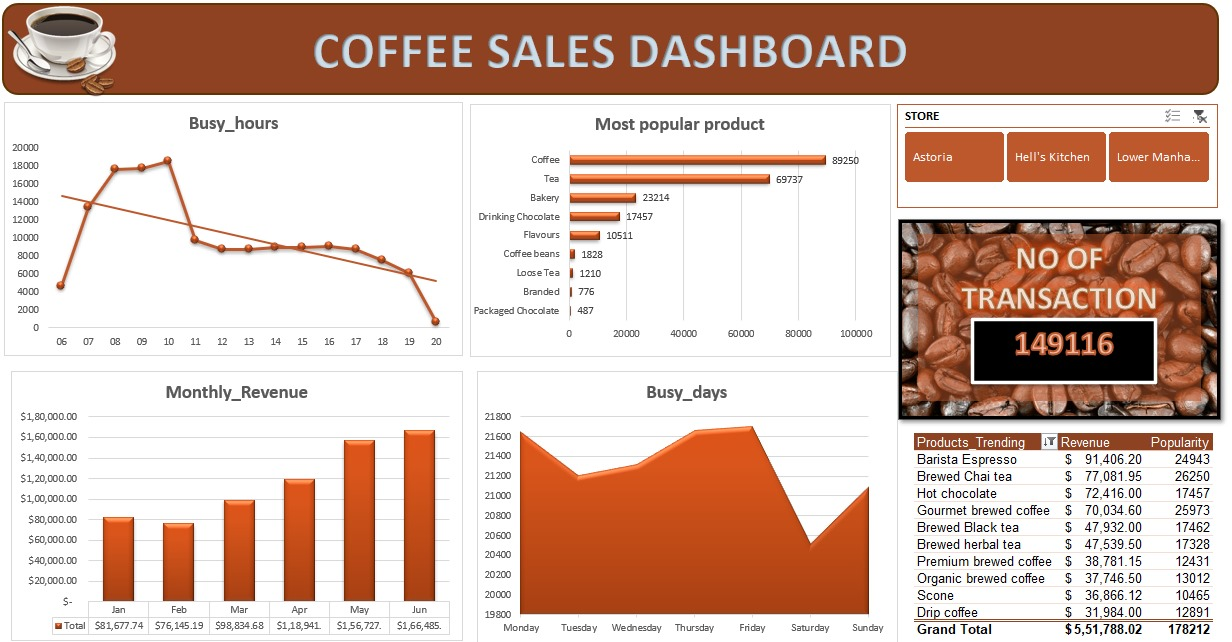 COFFEE SALES DASHBOARD
Busy_hours
20000
18000
16000
14000
12000
10000
8000
6000
4000
2000
0
06 07 08 09 10 11 12 13 14 15 16 17 18 19 20
Most popular product
Coffee 89250
Tea 69737
Bakery 23214
Drinking Chocolate 17457
Flavours 10511
Coffee beans 1828
Loose Tea 1210
Branded 776
Packaged Chocolate 487
0 20000 40000 60000 80000 100000
STORE
Astoria Hell's Kitchen Lower Manha...
NO OF
TRANSACTION
149116
Monthly_Revenue
$1,80,000.00
$1,60,000.00
$1,40,000.00
$1,20,000.00
$1,00,000.00
$80,000.00
$60,000.00
$40,000.00
$20,000.00
$-
Jan Feb Mar Apr May Jun
Total $81,677.74 $76,145.19 $98,834.68 $1,18,941. $1,56,727. $1,66,485.
Busy_days
21800
21600
21400
21200
21000
20800
20600
20400
20200
20000
19800
Monday Tuesday Wednesday Thursday Friday Saturday Sunday
Products_Trending Revenue Popularity
Barista Espresso $ 91,406.20 24943
Brewed Chai tea $ 77,081.95 26250
Hot chocolate $ 72,416.00 17457
Gourmet brewed coffee $ 70,034.60 25973
Brewed Black tea $ 47,932.00 17462
Brewed herbal tea $ 47,539.50 17328
Premium brewed coffee $ 38,781.15 12431
Organic brewed coffee $ 37,746.50 13012
Scone $ 36,866.12 10465
Drip coffee $ 31,984.00 12891
Grand Total $5,51,788.02 178212